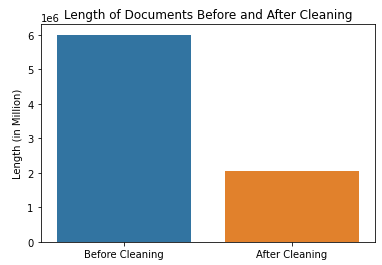 Length of Documents Before and After Cleaning
1e6
6
5
4
3
2
1
0
Length (in Million)
Before Cleaning
After Cleaning